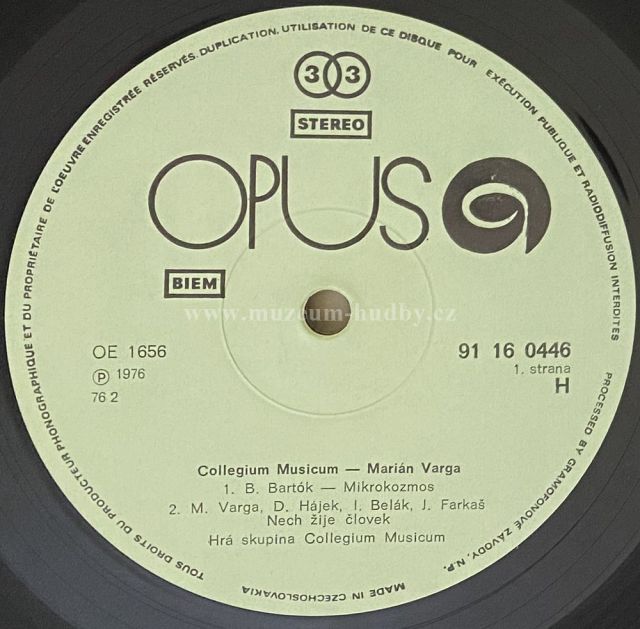 TOUS DROITS DU PRODUCTEUR PHONOGRAPHIQUE ET DU PROPRIÉTAIRE DE L'OEUVRE ENREGISTRÉE RÉSERVÉS. DUPLICATION. UTILISATION DE CE DISQUE POUR EXÉCUTION PUBLIQUE ET RADIODIFFUSION INTERDITES
33
STEREO
OPUS
BIEM
www.muzeum-hudby.cz
OE 1656
91 16 0446
Ⓟ 1976
1. strana
76 2
H
Collegium Musicum — Marián Varga
1. B. Bartók — Mikrokozmos
2. M. Varga, D. Hájek, I. Belák, J. Farkaš
Nech žije človek
Hrá skupina Collegium Musicum
PROCESSED BY GRAMOFONOVÉ ZÁVODY, N.P.
MADE IN CZECHOSLOVAKIA